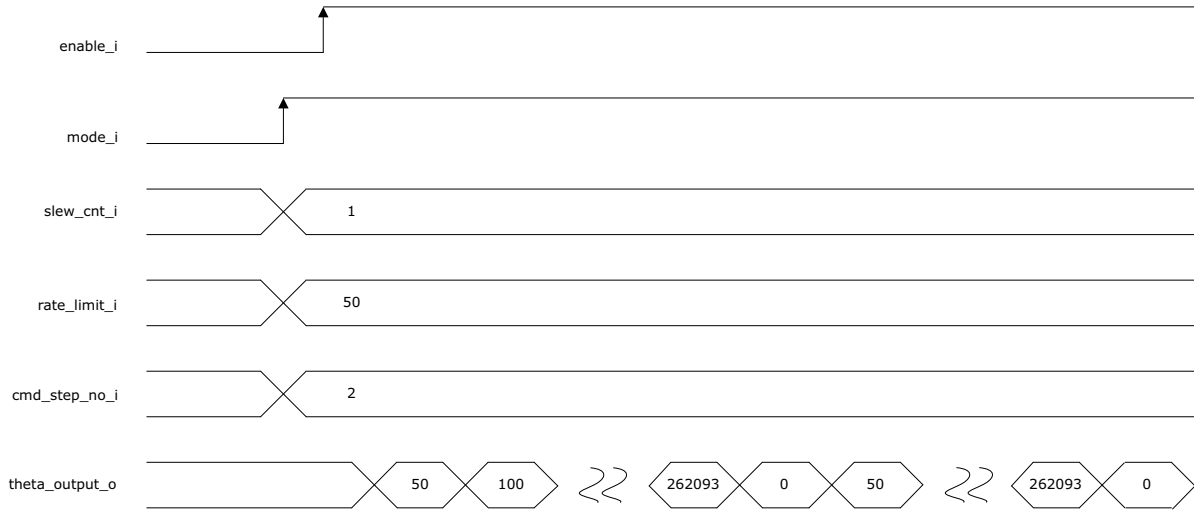 enable_i
mode_i
slew_cnt_i 1
rate_limit_i 50
cmd_step_no_i 2
theta_output_o 50 100 262093 0 50 262093 0